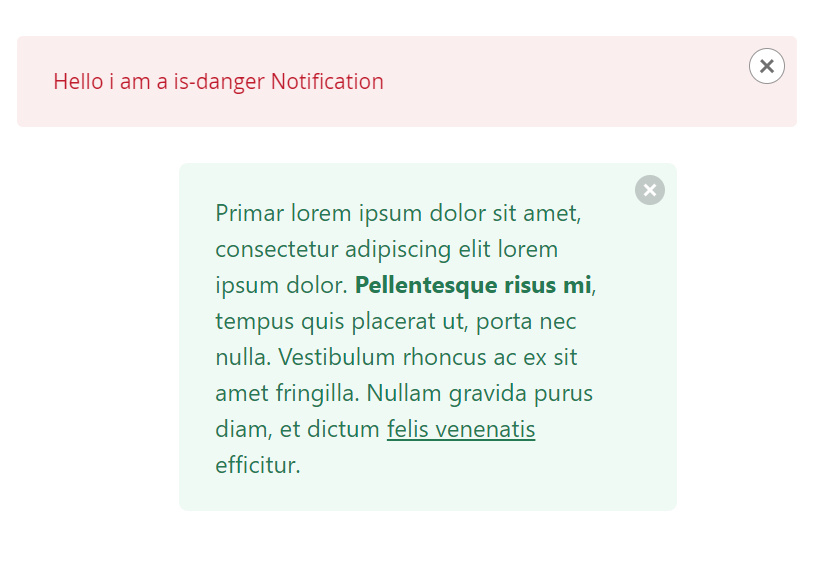 Hello i am a is-danger Notification
Primar lorem ipsum dolor sit amet,
consectetur adipiscing elit lorem
ipsum dolor. Pellentesque risus mi,
tempus quis placerat ut, porta nec
nulla. Vestibulum rhoncus ac ex sit
amet fringilla. Nullam gravida purus
diam, et dictum felis venenatis
efficitur.